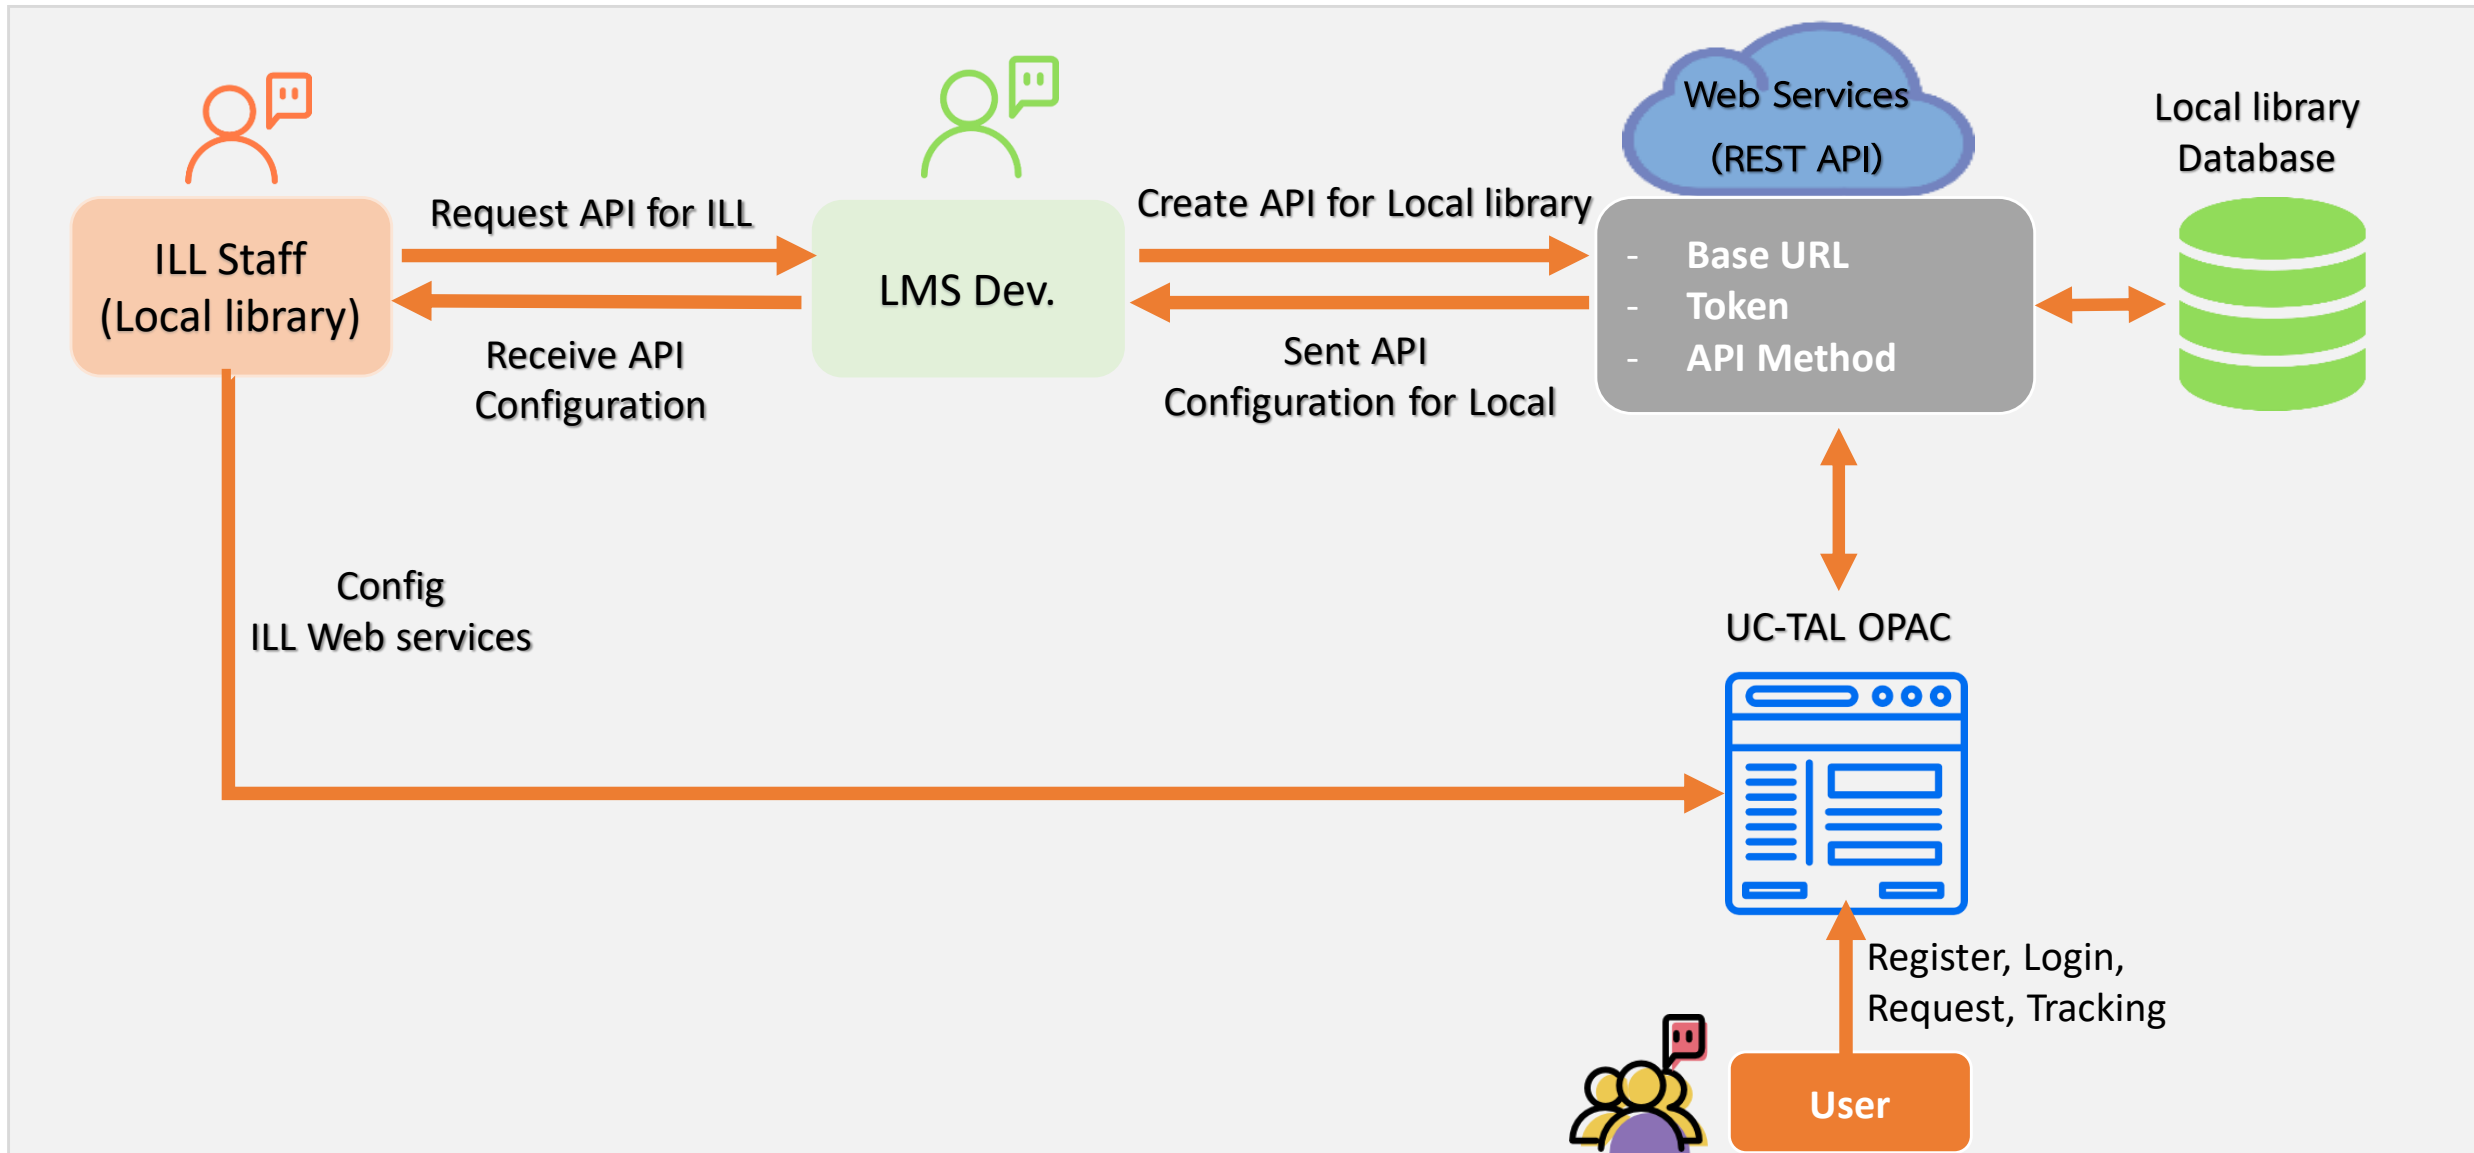 Web Services
(REST API)
Local library
Database
Request API for ILL
Create API for Local library
ILL Staff
(Local library)
LMS Dev.
- Base URL
- Token
- API Method
Receive API
Configuration
Sent API
Configuration for Local
Config
ILL Web services
UC-TAL OPAC
Register, Login,
Request, Tracking
User